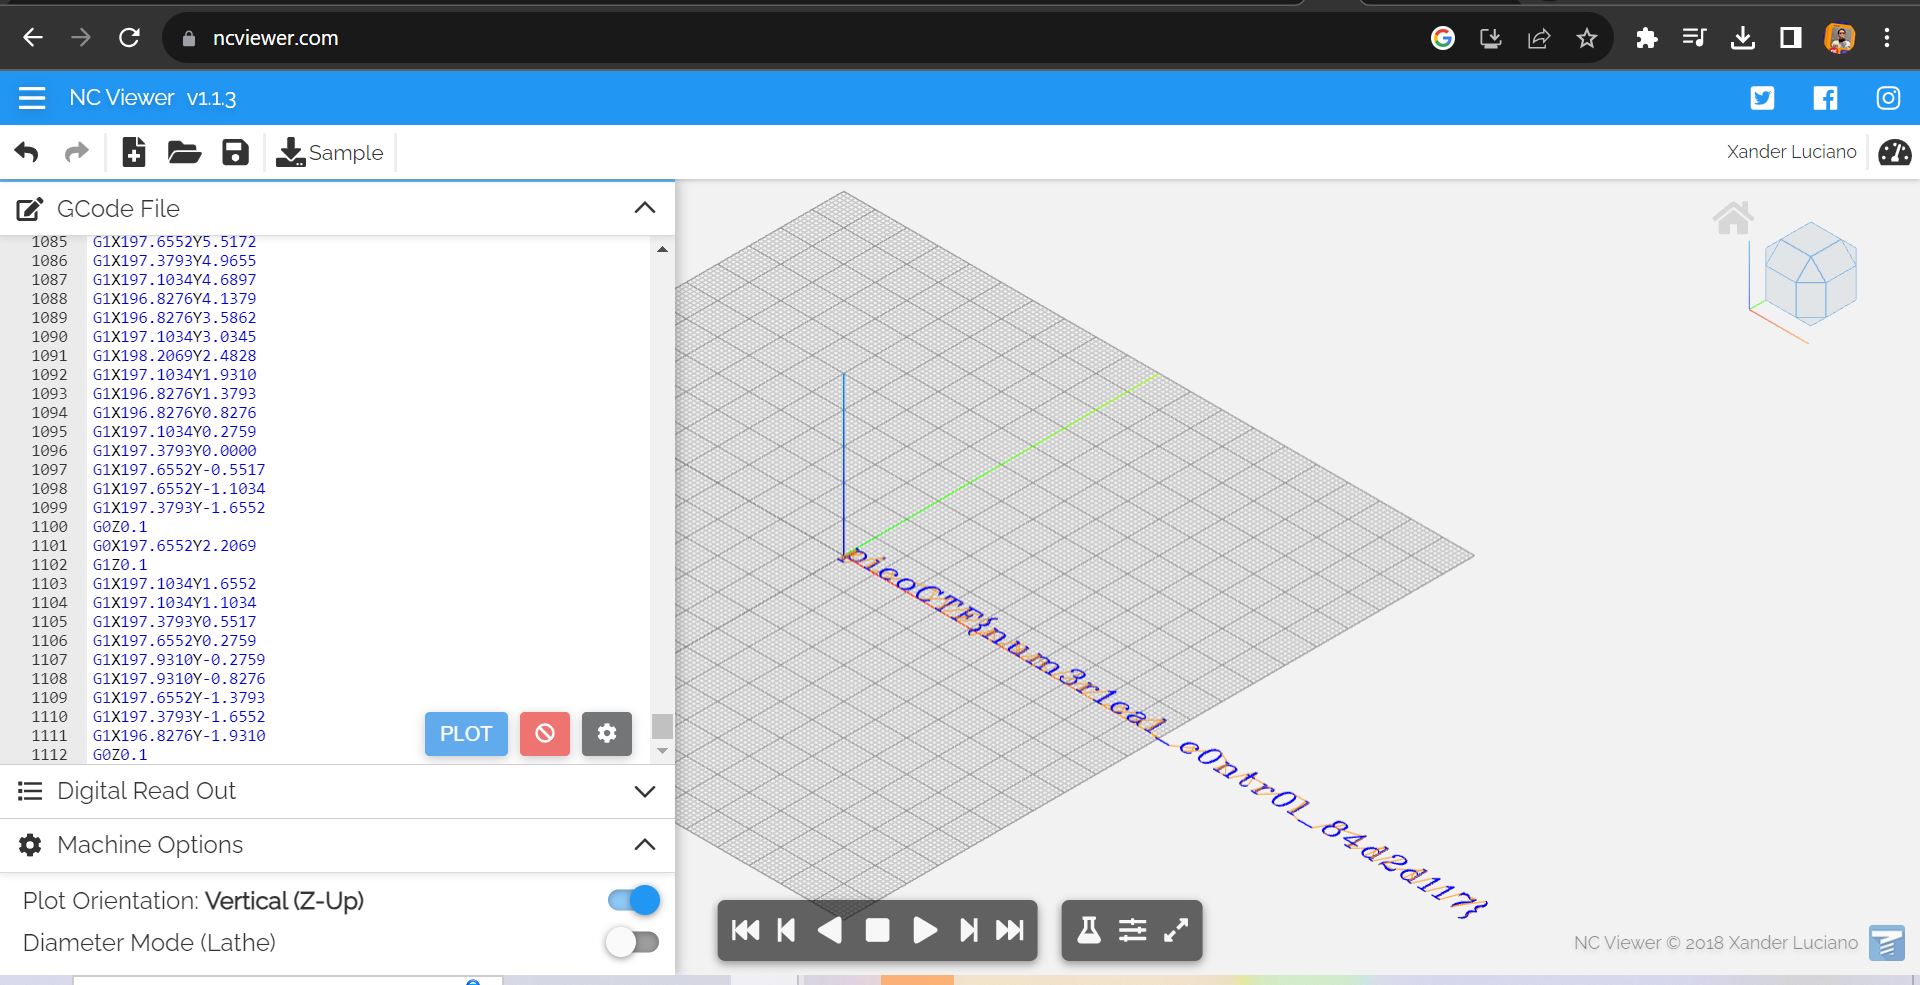 ncviewer.com
NC Viewer v1.1.3
Sample
Xander Luciano
GCode File
1085 G1X197.6552Y5.5172
1086 G1X197.3793Y4.9655
1087 G1X197.1034Y4.6897
1088 G1X196.8276Y4.1379
1089 G1X196.8276Y3.5862
1090 G1X197.1034Y3.0345
1091 G1X198.2069Y2.4828
1092 G1X197.1034Y1.9310
1093 G1X196.8276Y1.3793
1094 G1X196.8276Y0.8276
1095 G1X197.1034Y0.2759
1096 G1X197.3793Y0.0000
1097 G1X197.6552Y-0.5517
1098 G1X197.6552Y-1.1034
1099 G1X197.3793Y-1.6552
1100 G0Z0.1
1101 G0X197.6552Y2.2069
1102 G1Z0.1
1103 G1X197.1034Y1.6552
1104 G1X197.1034Y1.1034
1105 G1X197.3793Y0.5517
1106 G1X197.6552Y0.2759
1107 G1X197.9310Y-0.2759
1108 G1X197.9310Y-0.8276
1109 G1X197.6552Y-1.3793
1110 G1X197.3793Y-1.6552
1111 G1X196.8276Y-1.9310
1112 G0Z0.1
PLOT
Digital Read Out
Machine Options
Plot Orientation: Vertical (Z-Up)
Diameter Mode (Lathe)
picoCTF{num3r1cal_c0ntr0l_84d2d117}
NC Viewer © 2018 Xander Luciano